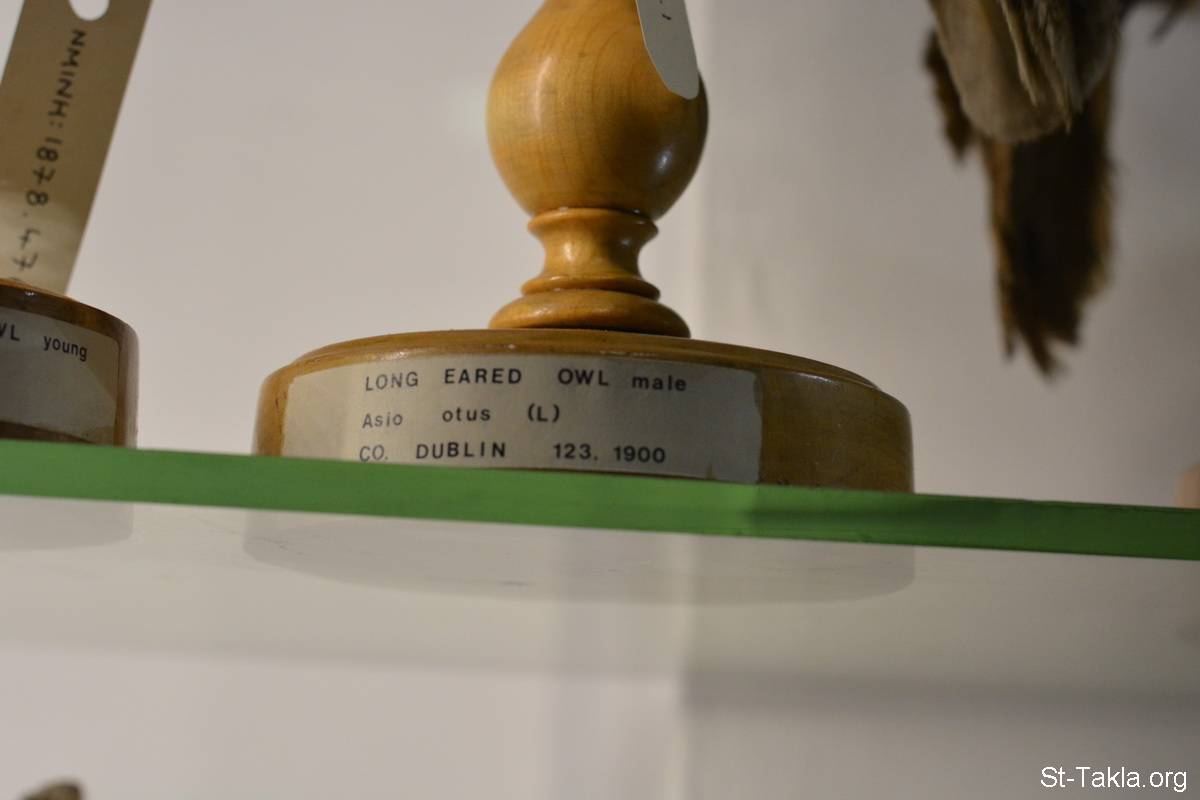 NMINH:1878.47
WL young
LONG EARED OWL male
Asio otus (L)
CO. DUBLIN 123. 1900
St-Takla.org